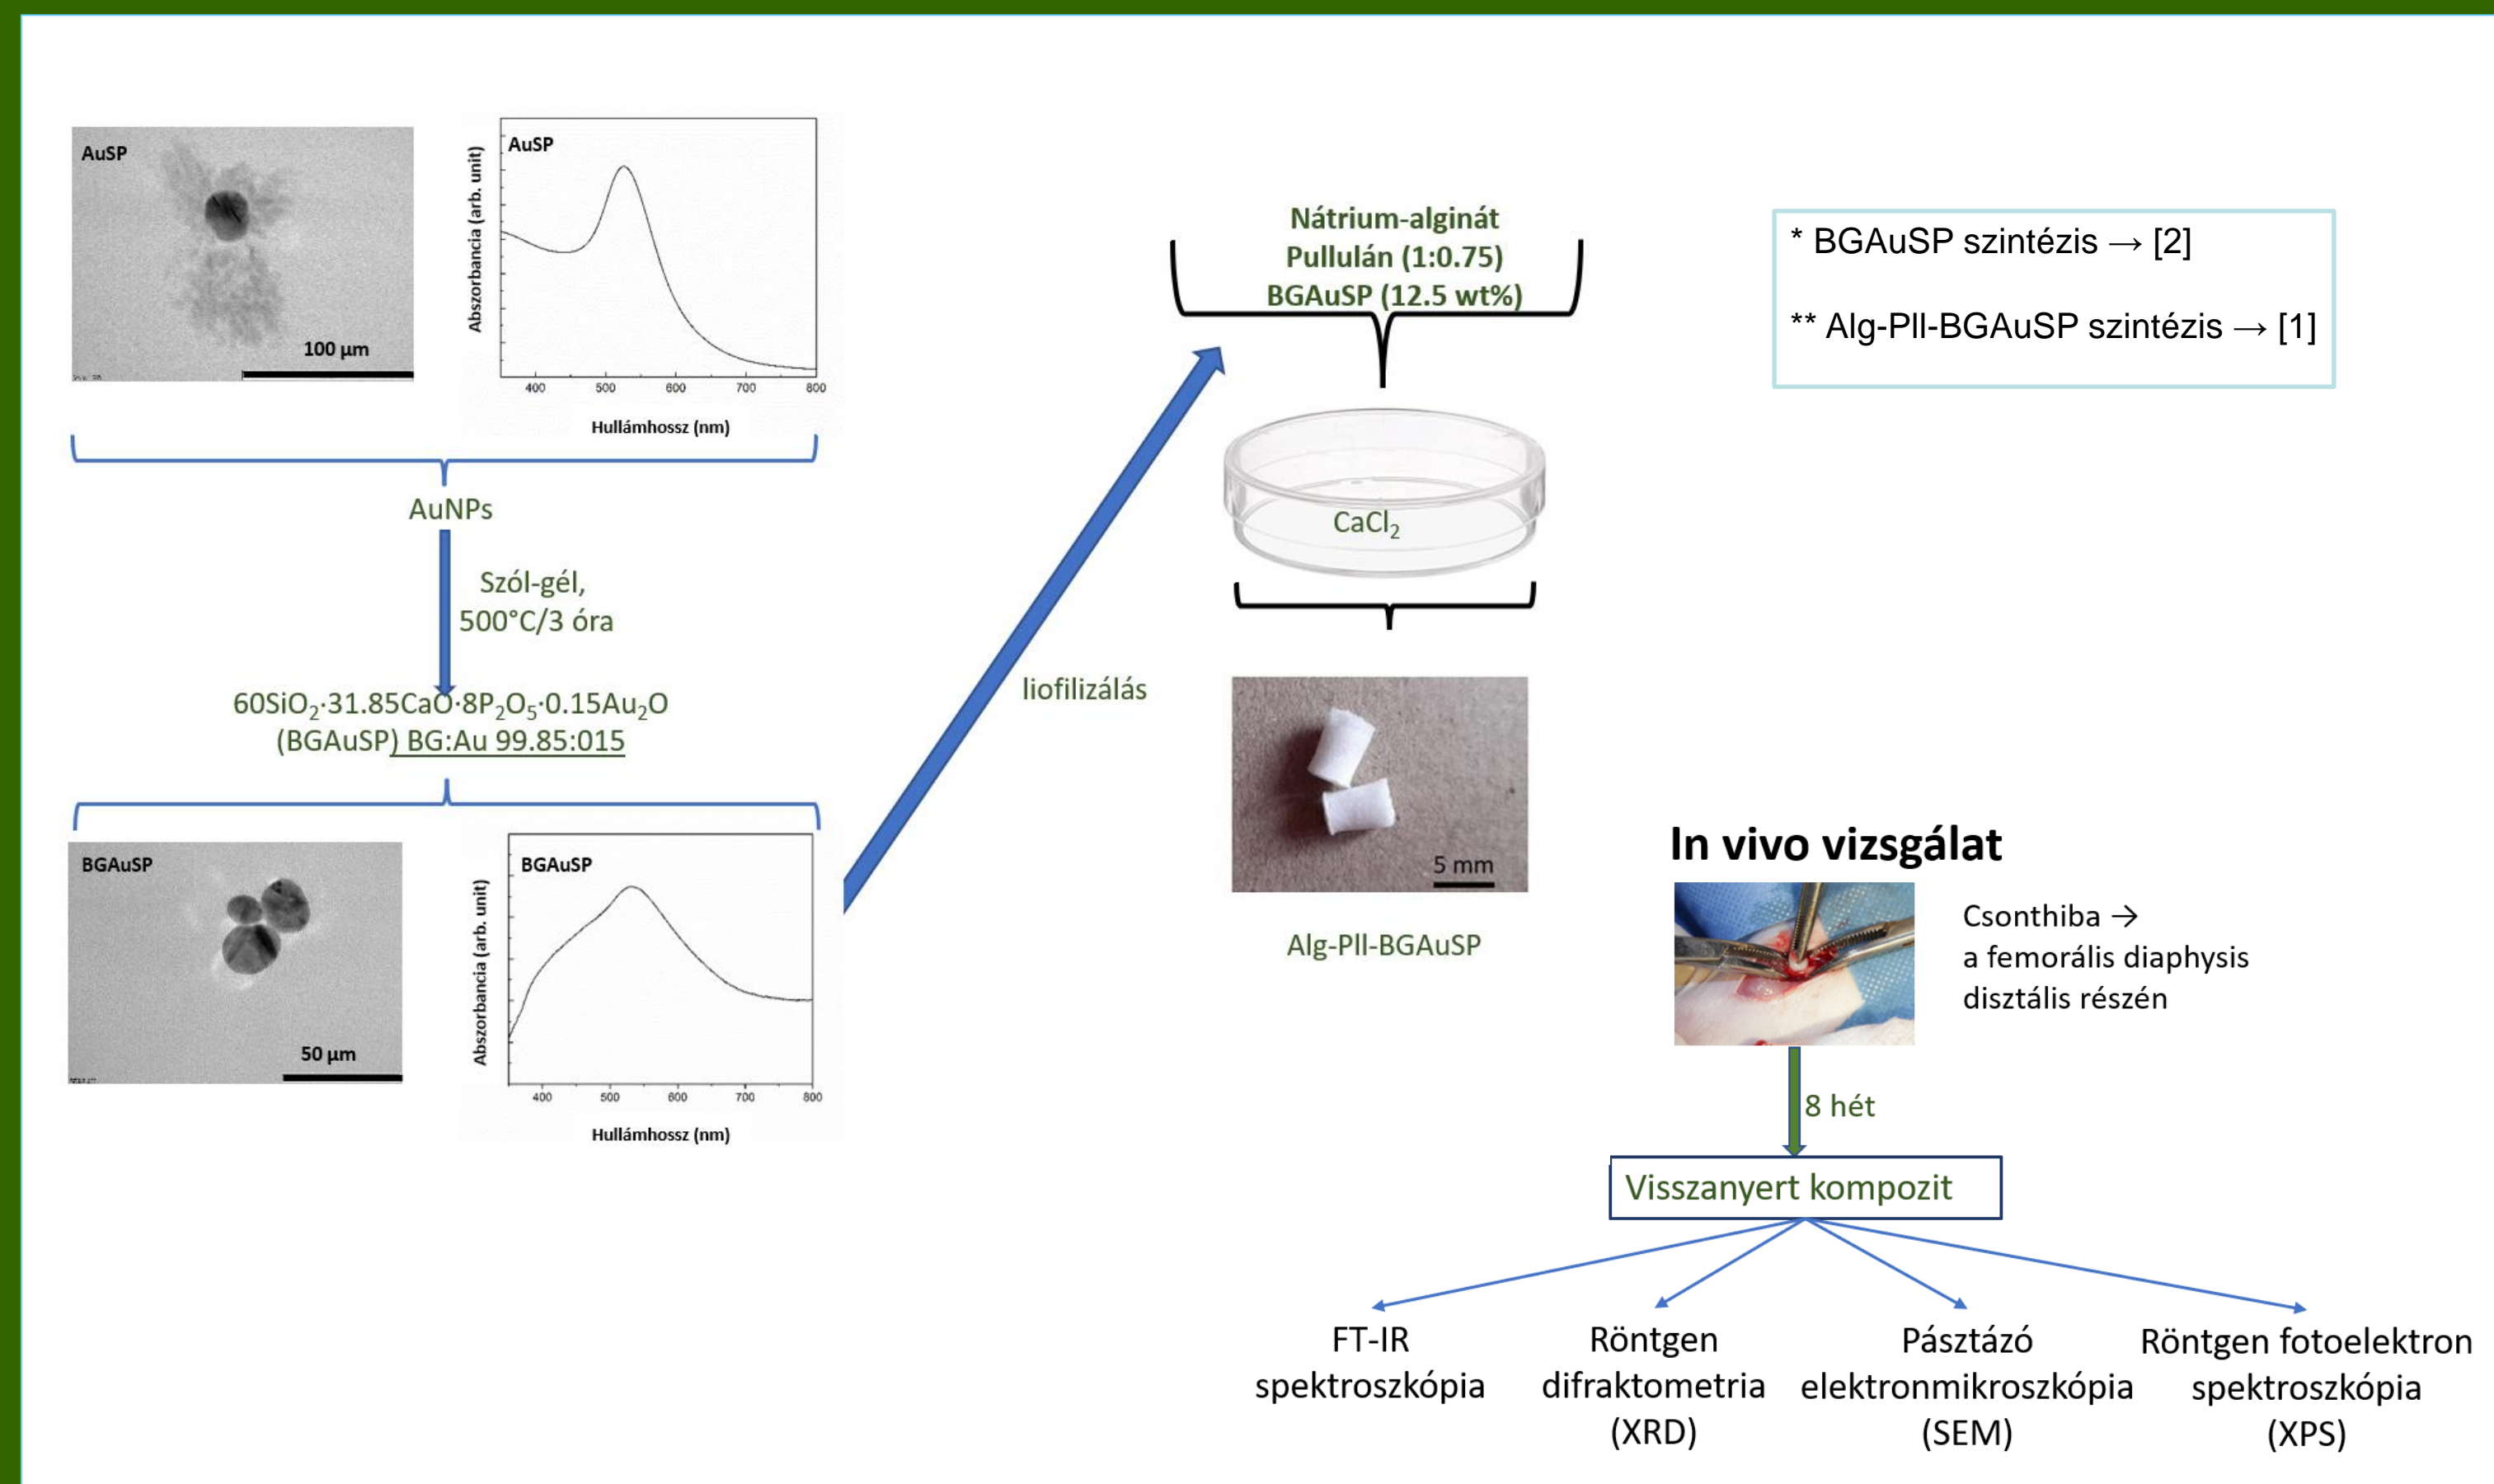 AuSP
100 µm
AuSP
Abszorbancia (arb. unit)
400 500 600 700 800
Hullámhossz (nm)
AuNPs
Szól-gél,
500°C/3 óra
60SiO₂·31.85CaO·8P₂O₅·0.15Au₂O
(BGAuSP) BG:Au 99.85:015
BGAuSP
50 µm
BGAuSP
Abszorbancia (arb. unit)
400 500 600 700 800
Hullámhossz (nm)
liofilizálás
Nátrium-alginát
Pullulán (1:0.75)
BGAuSP (12.5 wt%)
CaCl₂
5 mm
Alg-Pll-BGAuSP
* BGAuSP szintézis → [2]
** Alg-Pll-BGAuSP szintézis → [1]
In vivo vizsgálat
Csonthiba →
a femorális diaphysis
disztális részén
8 hét
Visszanyert kompozit
FT-IR
spektroszkópia
Röntgen
difraktometria
(XRD)
Pásztázó
elektronmikroszkópia
(SEM)
Röntgen fotoelektron
spektroszkópia
(XPS)